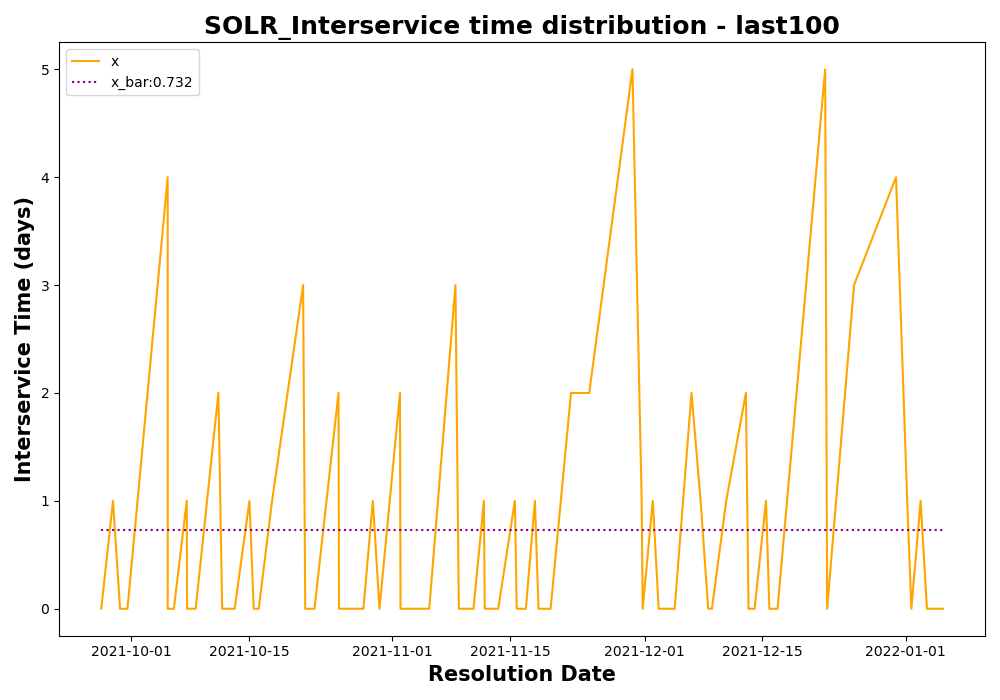 SOLR_Interservice time distribution - last100
x
x_bar:0.732
Interservice Time (days)
5
4
3
2
1
0
2021-10-01 2021-10-15 2021-11-01 2021-11-15 2021-12-01 2021-12-15 2022-01-01
Resolution Date